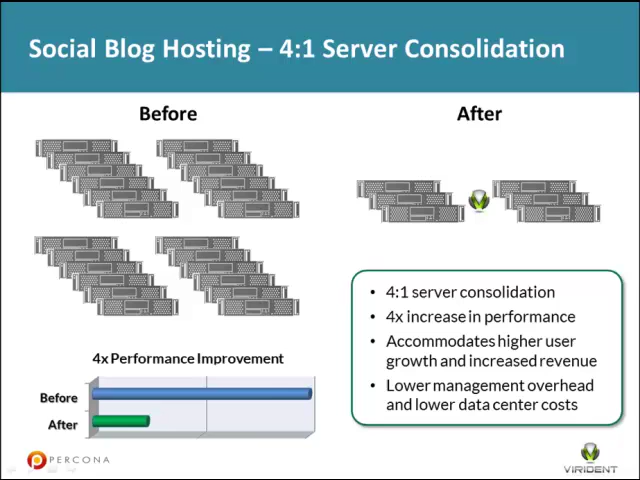 Social Blog Hosting – 4:1 Server Consolidation
Before
After
4x Performance Improvement
Before
After
• 4:1 server consolidation
• 4x increase in performance
• Accommodates higher user
growth and increased revenue
• Lower management overhead
and lower data center costs
PERCONA
VIRIDENT